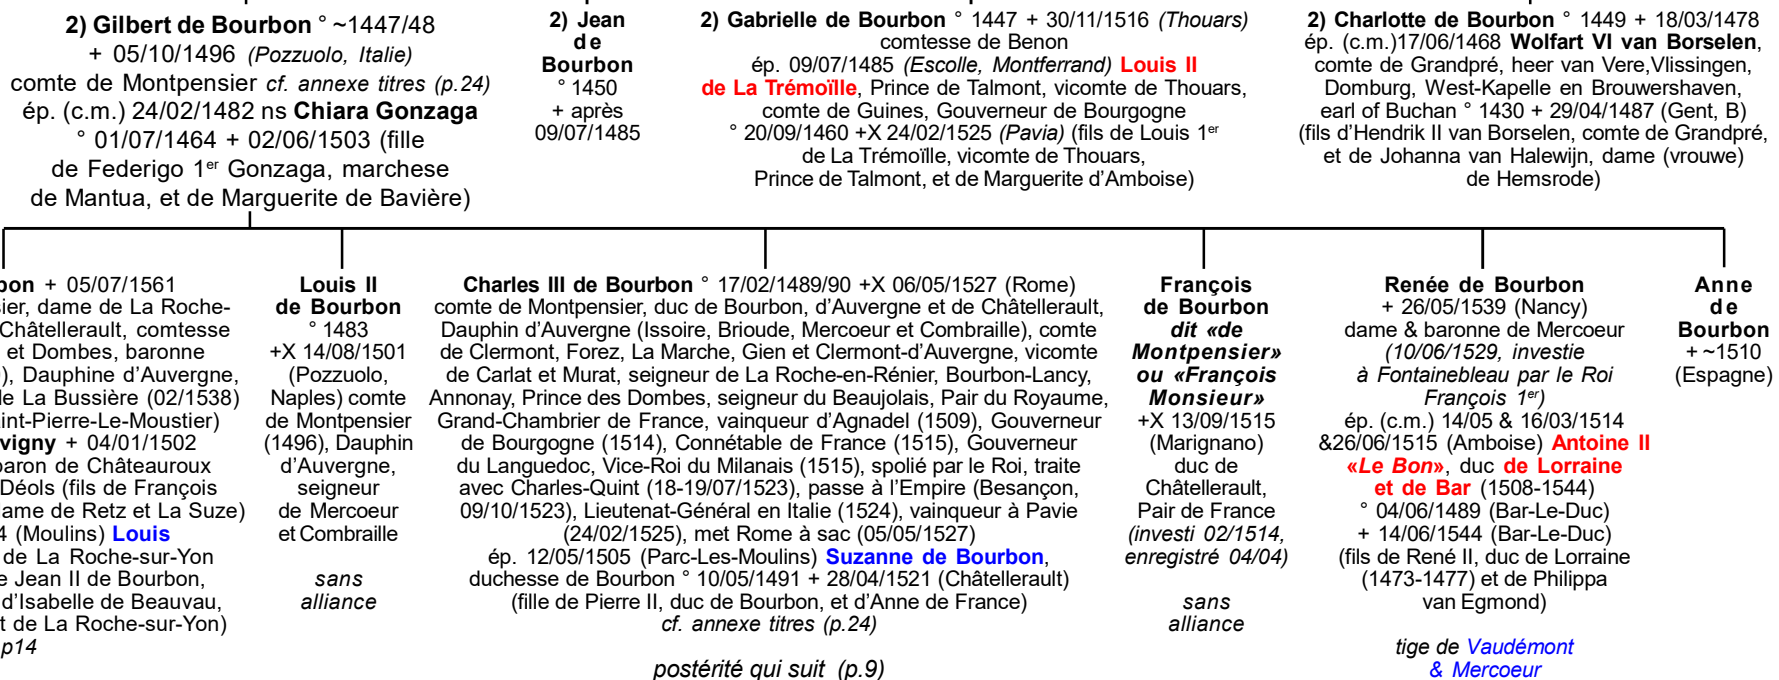 2) Gilbert de Bourbon ° ~1447/48
+ 05/10/1496 (Pozzuolo, Italie)
comte de Montpensier cf. annexe titres (p.24)
ép. (c.m.) 24/02/1482 ns Chiara Gonzaga
° 01/07/1464 + 02/06/1503 (fille
de Federigo 1er Gonzaga, marchese
de Mantua, et de Marguerite de Bavière)
2) Jean
de
Bourbon
° 1450
+ après
09/07/1485
2) Gabrielle de Bourbon ° 1447 + 30/11/1516 (Thouars)
comtesse de Benon
ép. 09/07/1485 (Escolle, Montferrand) Louis II
de La Trémoïlle, Prince de Talmont, vicomte de Thouars,
comte de Guines, Gouverneur de Bourgogne
° 20/09/1460 +X 24/02/1525 (Pavia) (fils de Louis 1er
de La Trémoïlle, vicomte de Thouars,
Prince de Talmont, et de Marguerite d'Amboise)
2) Charlotte de Bourbon ° 1449 + 18/03/1478
ép. (c.m.)17/06/1468 Wolfart VI van Borselen,
comte de Grandpré, heer van Vere,Vlissingen,
Domburg, West-Kapelle en Brouwershaven,
earl of Buchan ° 1430 + 29/04/1487 (Gent, B)
(fils d'Hendrik II van Borselen, comte de Grandpré,
et de Johanna van Halewijn, dame (vrouwe)
de Hemsrode)
bon + 05/07/1561
sier, dame de La Roche-
Châtellerault, comtesse
et Dombes, baronne
), Dauphine d'Auvergne,
de La Bussière (02/1538)
int-Pierre-Le-Moustier)
vigny + 04/01/1502
baron de Châteauroux
Déols (fils de François
dame de Retz et La Suze)
4 (Moulins) Louis
de La Roche-sur-Yon
e Jean II de Bourbon,
d'Isabelle de Beauvau,
t de La Roche-sur-Yon)
p14
Louis II
de Bourbon
° 1483
+X 14/08/1501
(Pozzuolo,
Naples) comte
de Montpensier
(1496), Dauphin
d'Auvergne,
seigneur
de Mercoeur
et Combraille
sans
alliance
Charles III de Bourbon ° 17/02/1489/90 +X 06/05/1527 (Rome)
comte de Montpensier, duc de Bourbon, d'Auvergne et de Châtellerault,
Dauphin d'Auvergne (Issoire, Brioude, Mercoeur et Combraille), comte
de Clermont, Forez, La Marche, Gien et Clermont-d'Auvergne, vicomte
de Carlat et Murat, seigneur de La Roche-en-Rénier, Bourbon-Lancy,
Annonay, Prince des Dombes, seigneur du Beaujolais, Pair du Royaume,
Grand-Chambrier de France, vainqueur d'Agnadel (1509), Gouverneur
de Bourgogne (1514), Connétable de France (1515), Gouverneur
du Languedoc, Vice-Roi du Milanais (1515), spolié par le Roi, traite
avec Charles-Quint (18-19/07/1523), passe à l'Empire (Besançon,
09/10/1523), Lieutenat-Général en Italie (1524), vainqueur à Pavie
(24/02/1525), met Rome à sac (05/05/1527)
ép. 12/05/1505 (Parc-Les-Moulins) Suzanne de Bourbon,
duchesse de Bourbon ° 10/05/1491 + 28/04/1521 (Châtellerault)
(fille de Pierre II, duc de Bourbon, et d'Anne de France)
cf. annexe titres (p.24)
postérité qui suit (p.9)
François
de Bourbon
dit «de
Montpensier»
ou «François
Monsieur»
+X 13/09/1515
(Marignano)
duc de
Châtellerault,
Pair de France
(investi 02/1514,
enregistré 04/04)
sans
alliance
Renée de Bourbon
+ 26/05/1539 (Nancy)
dame & baronne de Mercoeur
(10/06/1529, investie
à Fontainebleau par le Roi
François 1er)
ép. (c.m.) 14/05 & 16/03/1514
&26/06/1515 (Amboise) Antoine II
«Le Bon», duc de Lorraine
et de Bar (1508-1544)
° 04/06/1489 (Bar-Le-Duc)
+ 14/06/1544 (Bar-Le-Duc)
(fils de René II, duc de Lorraine
(1473-1477) et de Philippa
van Egmond)
tige de Vaudémont
& Mercoeur
Anne
de
Bourbon
+ ~1510
(Espagne)